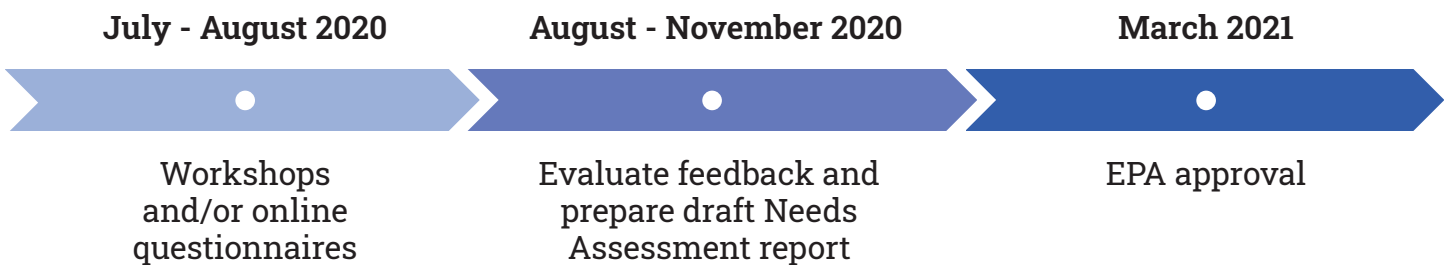 July - August 2020
August - November 2020
March 2021
Workshops
and/or online
questionnaires
Evaluate feedback and
prepare draft Needs
Assessment report
EPA approval